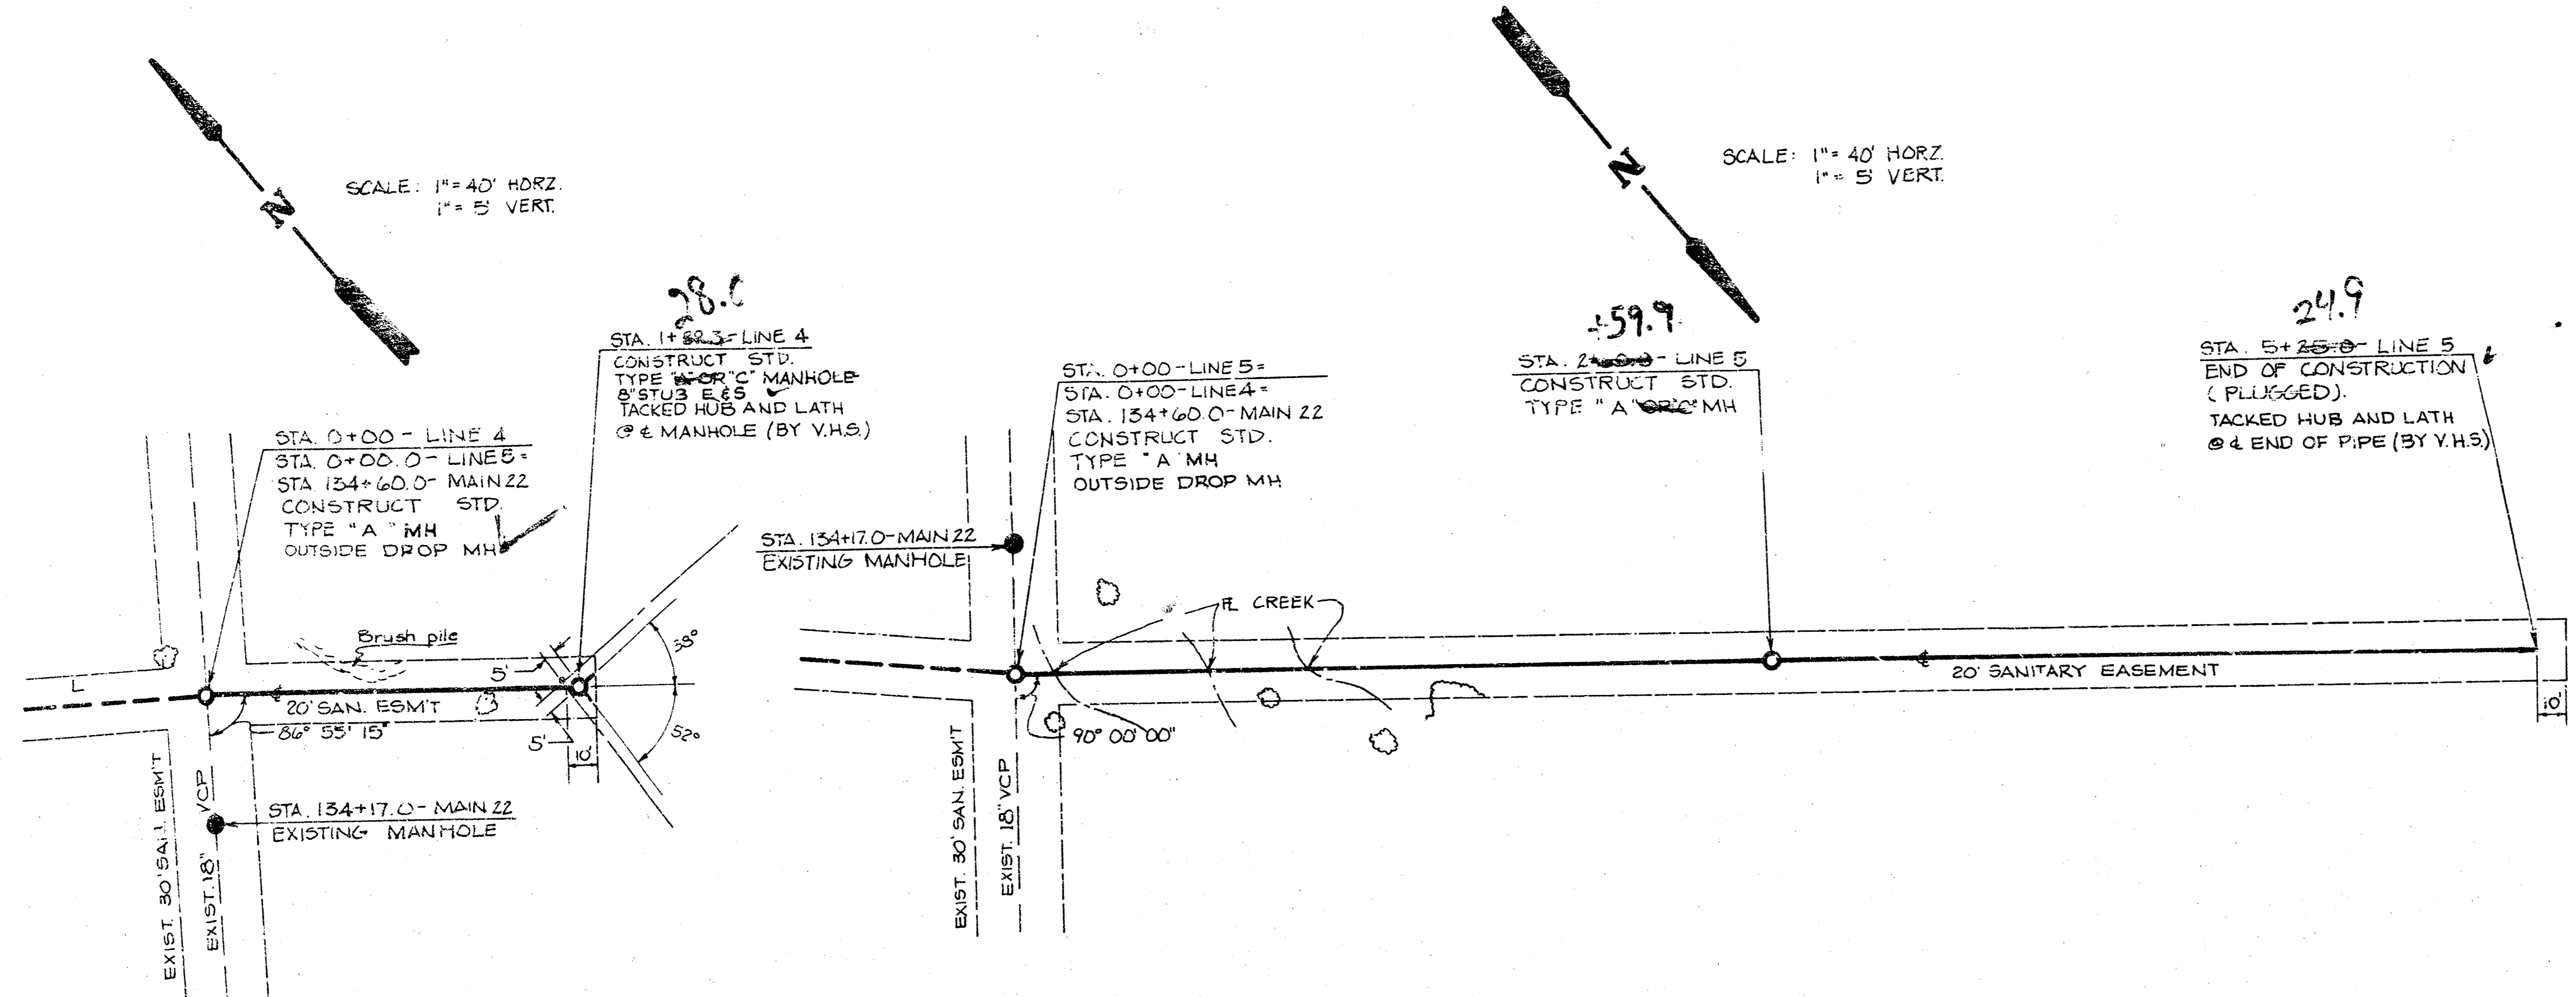 N
SCALE: 1"= 40' HORZ.
1"= 5' VERT.
28.0
STA. 1+ - LINE 4
CONSTRUCT STD.
TYPE "A" OR "C" MANHOLE
8" STUB E & S ✓
TACKED HUB AND LATH
@ ℄ MANHOLE (BY V.H.S.)
STA. 0+00 - LINE 4
STA. 0+00.0 - LINE 5 =
STA. 134+60.0 - MAIN 22
CONSTRUCT STD.
TYPE "A" MH
OUTSIDE DROP MH
Brush pile
5'
38°
L
℄
20' SAN. ESM'T
86° 55' 15"
5'
52°
10'
STA. 134+17.0 - MAIN 22
EXISTING MANHOLE
EXIST. 30' SAN. ESM'T
EXIST. 18" VCP
N
SCALE: 1"= 40' HORZ.
1"= 5' VERT.
STA. 0+00 - LINE 5 =
STA. 0+00 - LINE 4 =
STA. 134+60.0 - MAIN 22
CONSTRUCT STD.
TYPE "A" MH
OUTSIDE DROP MH
STA. 134+17.0 - MAIN 22
EXISTING MANHOLE
+59.9
STA. 2+ - LINE 5
CONSTRUCT STD.
TYPE "A" OR "C" MH
24.9
STA. 5+25.0 - LINE 5
END OF CONSTRUCTION
(PLUGGED).
TACKED HUB AND LATH
@ ℄ END OF PIPE (BY V.H.S.)
℄ CREEK
℄
20' SANITARY EASEMENT
10'
90° 00' 00"
EXIST. 30' SAN. ESM'T
EXIST. 18" VCP